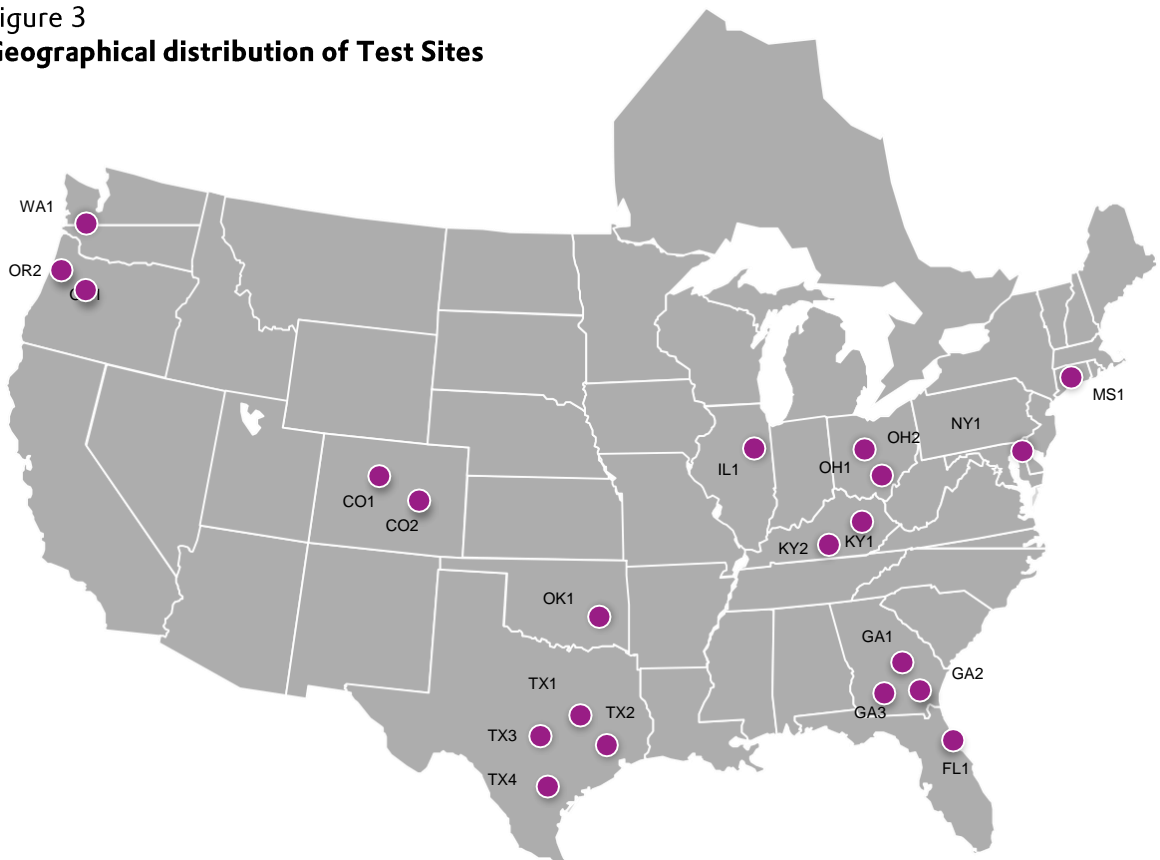 igure 3
Geographical distribution of Test Sites
WA1
OR2
MS1
NY1
OH2
IL1
OH1
CO1
CO2
KY1
KY2
OK1
GA1
GA2
TX1
TX2
GA3
TX3
FL1
TX4